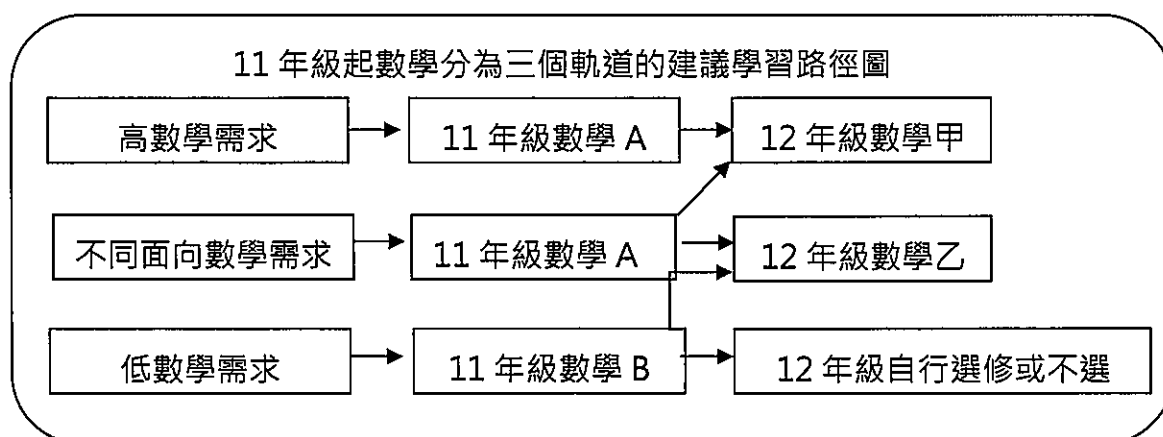 11 年級起數學分為三個軌道的建議學習路徑圖
高數學需求
11 年級數學 A
12 年級數學甲
不同面向數學需求
11 年級數學 A
12 年級數學乙
低數學需求
11 年級數學 B
12 年級自行選修或不選